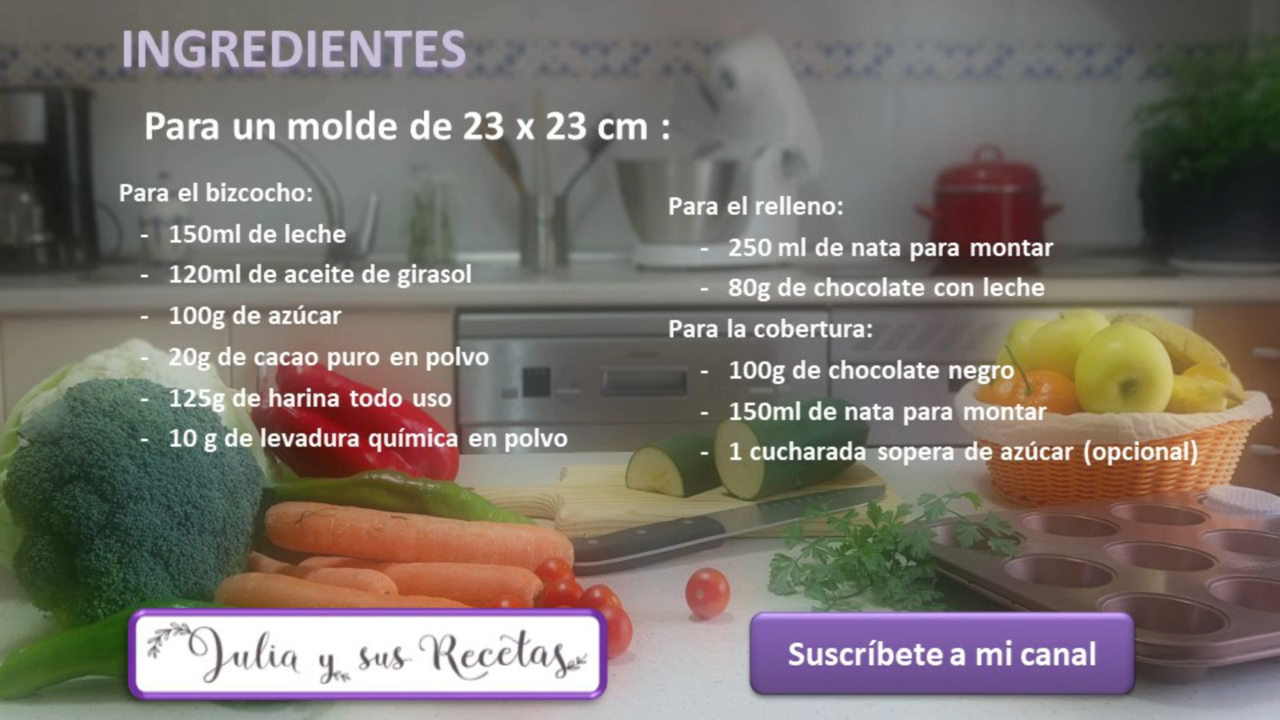 INGREDIENTES
Para un molde de 23 x 23 cm :
Para el bizcocho:
- 150ml de leche
- 120ml de aceite de girasol
- 100g de azúcar
- 20g de cacao puro en polvo
- 125g de harina todo uso
- 10 g de levadura química en polvo
Para el relleno:
- 250 ml de nata para montar
- 80g de chocolate con leche
Para la cobertura:
- 100g de chocolate negro
- 150ml de nata para montar
- 1 cucharada sopera de azúcar (opcional)
Julia y sus Recetas
Suscríbete a mi canal